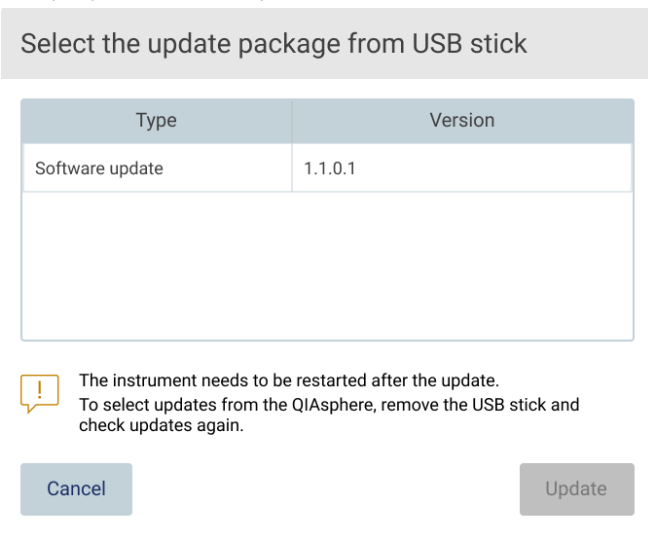 Select the update package from USB stick
Type Version
Software update 1.1.0.1
!
The instrument needs to be restarted after the update.
To select updates from the QIAsphere, remove the USB stick and
check updates again.
Cancel Update